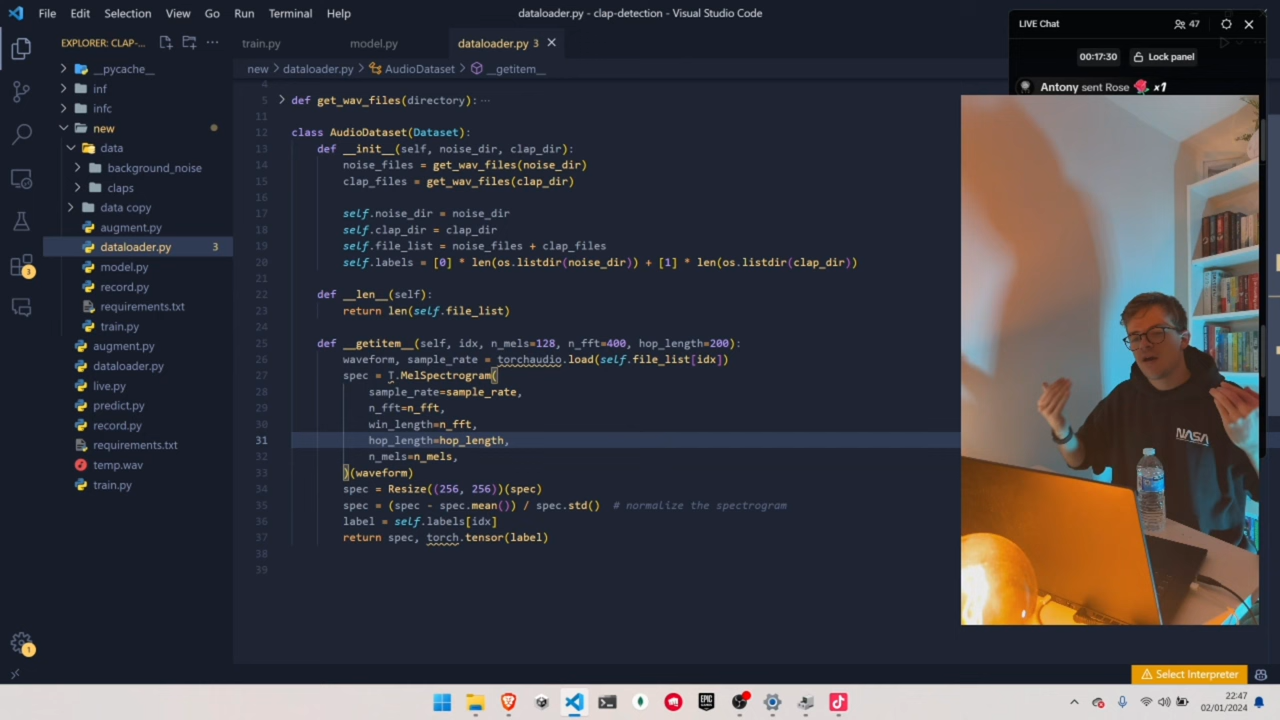 File Edit Selection View Go Run Terminal Help
dataloader.py - clap-detection - Visual Studio Code
EXPLORER: CLAP-...
__pycache__
inf
infc
new
data
background_noise
claps
data copy
augment.py
dataloader.py 3
model.py
record.py
requirements.txt
train.py
augment.py
dataloader.py
live.py
predict.py
record.py
requirements.txt
temp.wav
train.py
3
1
train.py model.py dataloader.py 3
new > dataloader.py > AudioDataset > __getitem__
4
5 def get_wav_files(directory): ...
11
12 class AudioDataset(Dataset):
13 def __init__(self, noise_dir, clap_dir):
14 noise_files = get_wav_files(noise_dir)
15 clap_files = get_wav_files(clap_dir)
16
17 self.noise_dir = noise_dir
18 self.clap_dir = clap_dir
19 self.file_list = noise_files + clap_files
20 self.labels = [0] * len(os.listdir(noise_dir)) + [1] * len(os.listdir(clap_dir))
21
22 def __len__(self):
23 return len(self.file_list)
24
25 def __getitem__(self, idx, n_mels=128, n_fft=400, hop_length=200):
26 waveform, sample_rate = torchaudio.load(self.file_list[idx])
27 spec = T.MelSpectrogram(
28 sample_rate=sample_rate,
29 n_fft=n_fft,
30 win_length=n_fft,
31 hop_length=hop_length,
32 n_mels=n_mels,
33 )(waveform)
34 spec = Resize((256, 256))(spec)
35 spec = (spec - spec.mean()) / spec.std() # normalize the spectrogram
36 label = self.labels[idx]
37 return spec, torch.tensor(label)
38
39
LIVE Chat 47
00:17:30 Lock panel
Antony sent Rose x1
NASA
Select Interpreter
EPIC GAMES
22:47
02/01/2024